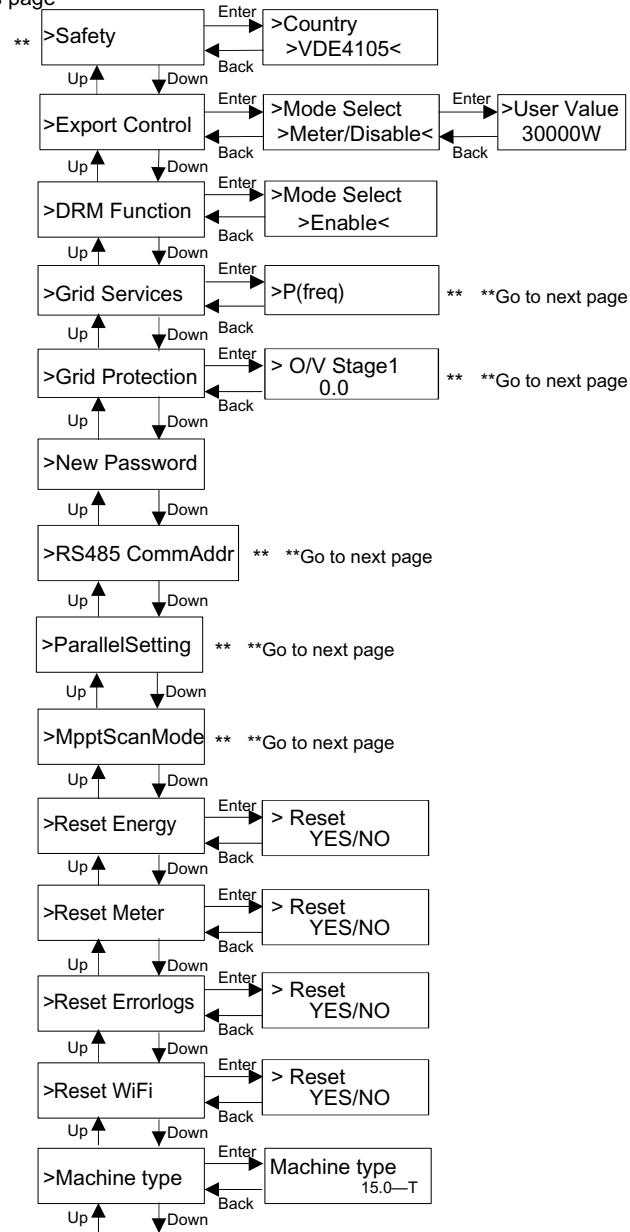 page
Enter
>Country
** >Safety
>VDE4105<
Back
Up Down
Enter Enter
>Mode Select >User Value
>Export Control
>Meter/Disable< 30000W
Back Back
Up Down
Enter
>Mode Select
>DRM Function
>Enable<
Back
Up Down
Enter
>Grid Services >P(freq) ** **Go to next page
Back
Up Down
Enter
> O/V Stage1
>Grid Protection ** **Go to next page
0.0
Back
Up Down
>New Password
Up Down
>RS485 CommAddr ** **Go to next page
Up Down
>ParallelSetting ** **Go to next page
Up Down
>MpptScanMode ** **Go to next page
Up Down
Enter
> Reset
>Reset Energy
YES/NO
Back
Up Down
Enter
> Reset
>Reset Meter
YES/NO
Back
Up Down
Enter
> Reset
>Reset Errorlogs
YES/NO
Back
Up Down
Enter
> Reset
>Reset WiFi
YES/NO
Back
Up Down
Enter
Machine type
>Machine type
15.0—T
Back
Up Down